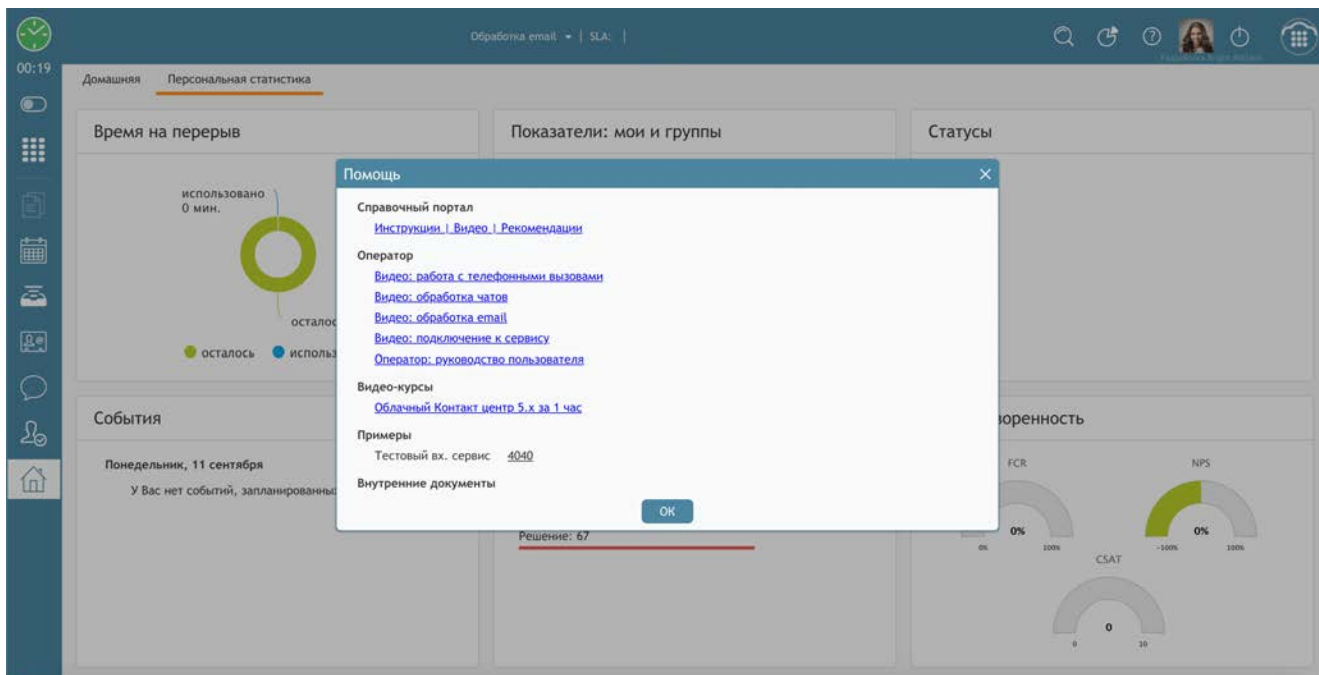 Обработка email | SLA: |
00:19
Домашняя Персональная статистика
Время на перерыв
Показатели: мои и группы
Статусы
использовано
0 мин.
осталось использ
Помощь
Справочный портал
Инструкции | Видео | Рекомендации
Оператор
Видео: работа с телефонными вызовами
Видео: обработка чатов
Видео: обработка email
Видео: подключение к сервису
Оператор: руководство пользователя
Видео-курсы
Облачный Контакт центр 5.x за 1 час
Примеры
Тестовый вх. сервис 4040
Внутренние документы
OK
События
Понедельник, 11 сентября
У Вас нет событий, запланированных
Решение: 67
воренность
FCR
0%
0% 100%
NPS
0%
-100% 100%
CSAT
0
0 10